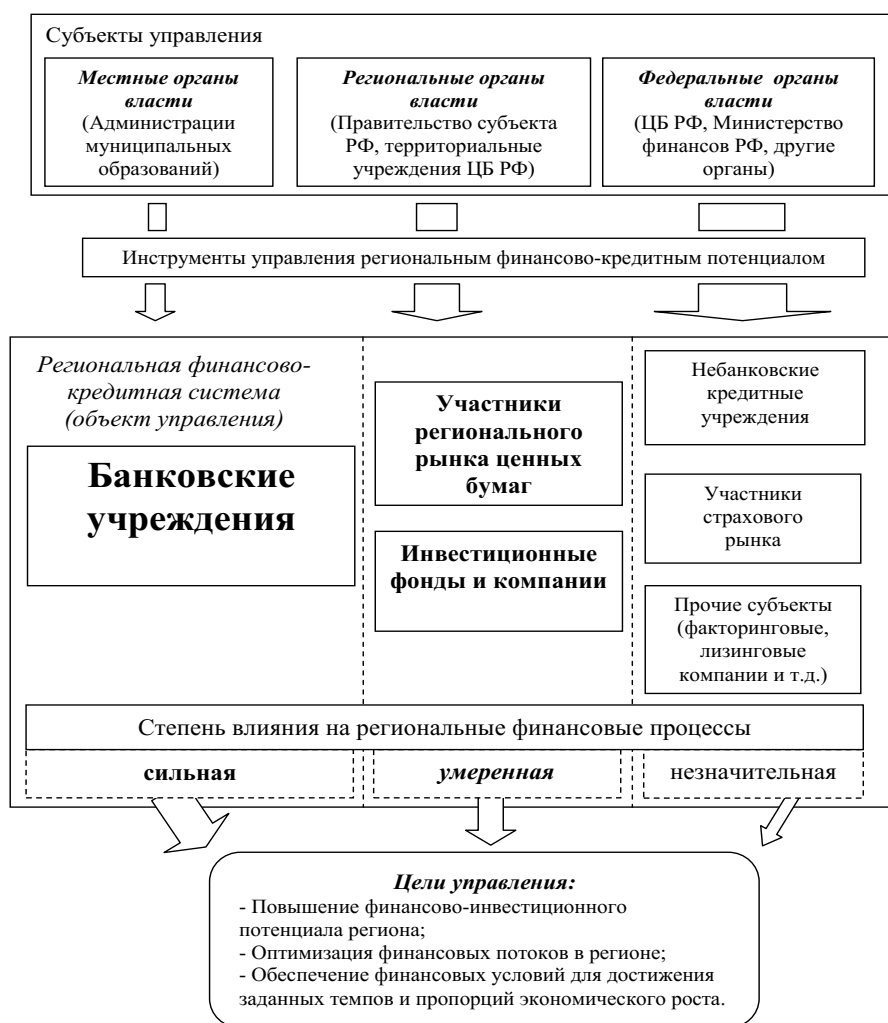 Субъекты управления
Местные органы
власти
(Администрации
муниципальных
образований)
Региональные органы
власти
(Правительство субъекта
РФ, территориальные
учреждения ЦБ РФ)
Федеральные органы
власти
(ЦБ РФ, Министерство
финансов РФ, другие
органы)
Инструменты управления региональным финансово-кредитным потенциалом
Региональная финансово-
кредитная система
(объект управления)
Банковские
учреждения
Участники
регионального
рынка ценных
бумаг
Инвестиционные
фонды и компании
Небанковские
кредитные
учреждения
Участники
страхового
рынка
Прочие субъекты
(факторинговые,
лизинговые
компании и т.д.)
Степень влияния на региональные финансовые процессы
сильная
умеренная
незначительная
Цели управления:
- Повышение финансово-инвестиционного
потенциала региона;
- Оптимизация финансовых потоков в регионе;
- Обеспечение финансовых условий для достижения
заданных темпов и пропорций экономического роста.